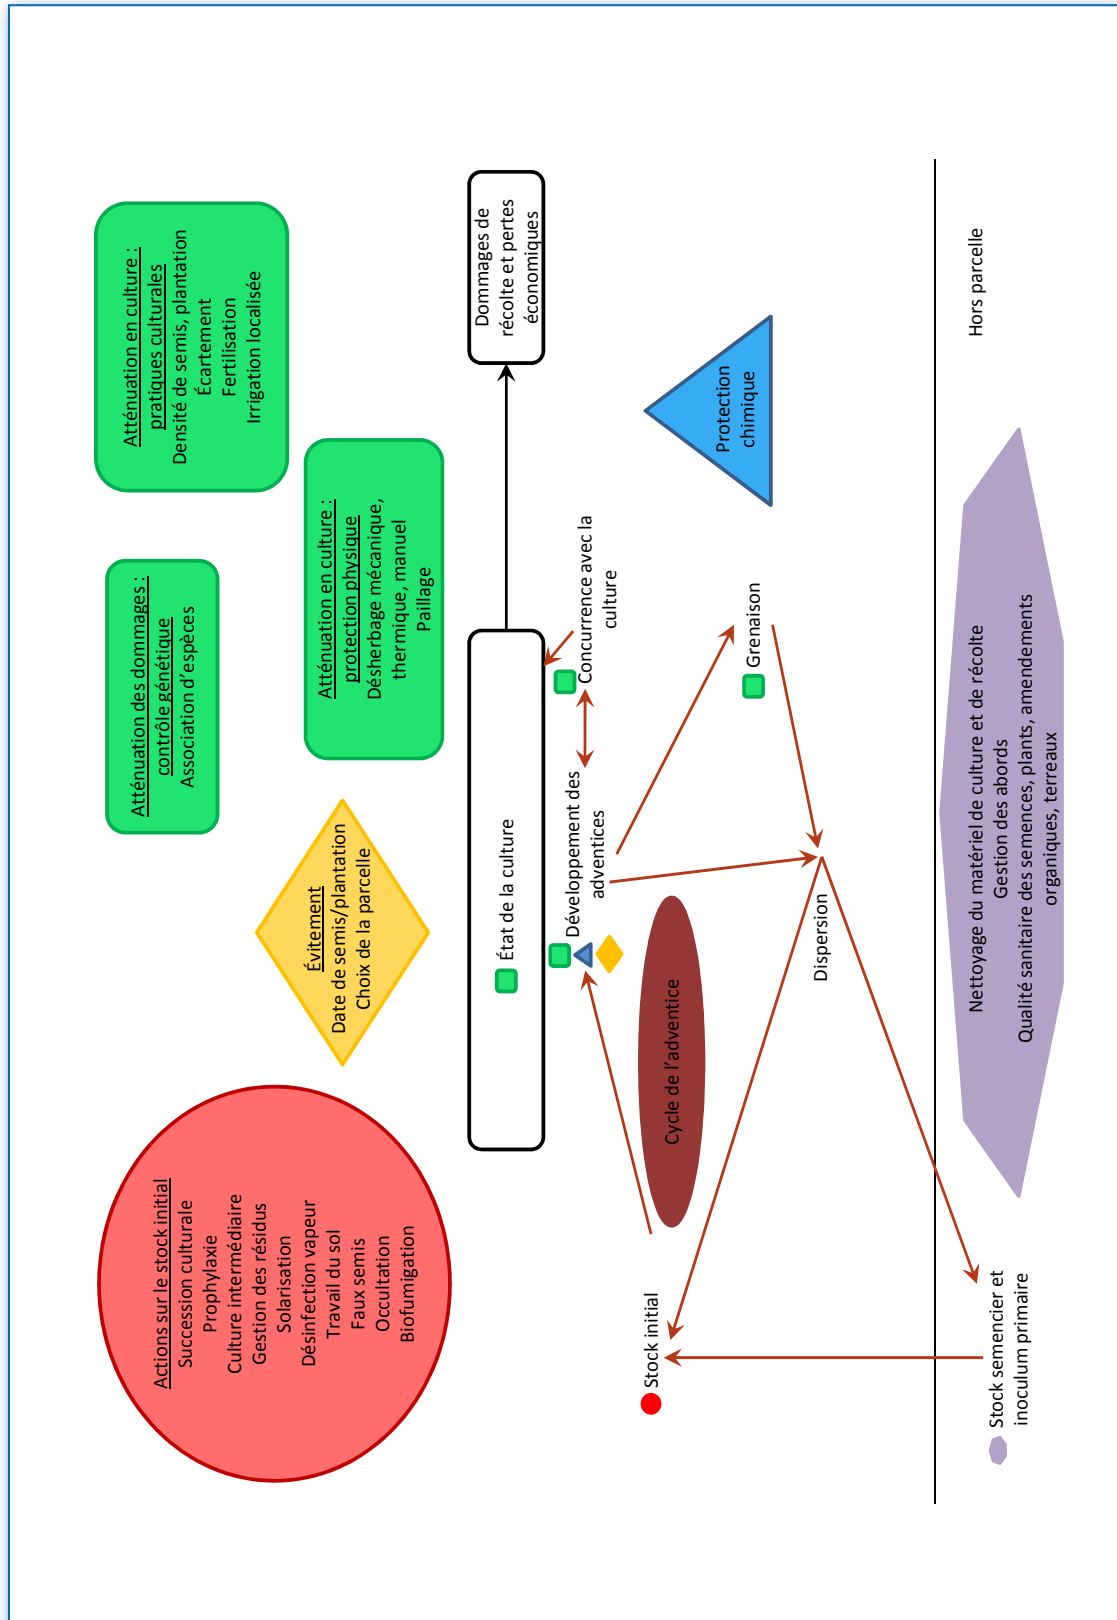 Actions sur le stock initial
Succession culturale
Prophylaxie
Culture intermédiaire
Gestion des résidus
Solarisation
Désinfection vapeur
Travail du sol
Faux semis
Occultation
Biofumigation
Évitement
Date de semis/plantation
Choix de la parcelle
Atténuation des dommages :
contrôle génétique
Association d'espèces
Atténuation en culture :
protection physique
Désherbage mécanique,
thermique, manuel
Paillage
Atténuation en culture :
pratiques culturales
Densité de semis, plantation
Écartement
Fertilisation
Irrigation localisée
État de la culture
Dommages de
récolte et pertes
économiques
Développement des
adventices
Concurrence avec la
culture
Stock initial
Cycle de l'adventice
Grenaison
Protection
chimique
Dispersion
Stock semencier et
inoculum primaire
Nettoyage du matériel de culture et de récolte
Gestion des abords
Qualité sanitaire des semences, plants, amendements
organiques, terreaux
Hors parcelle